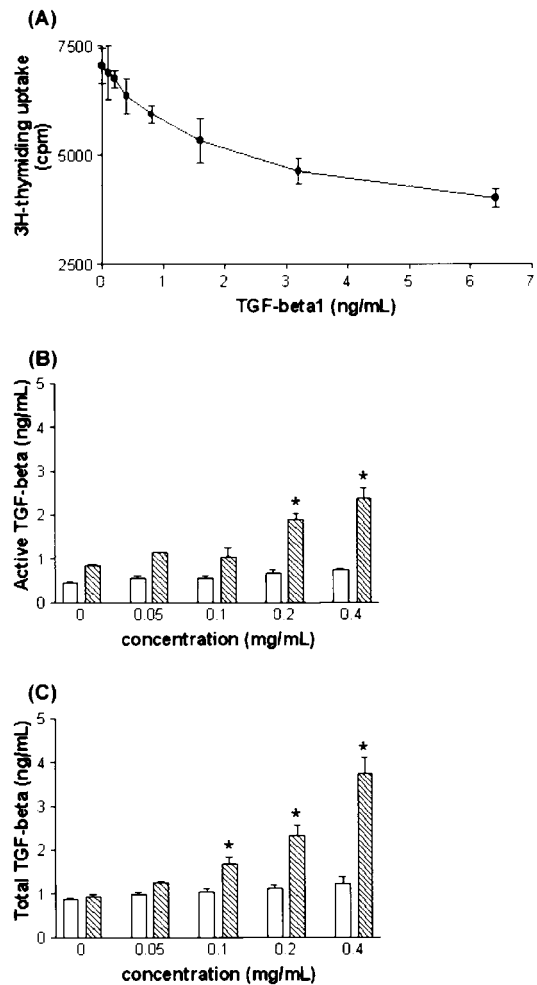 (A)
7500
5000
2500
3H-thymiding uptake
(cpm)
0 1 2 3 4 5 6 7
TGF-beta1 (ng/mL)
(B)
5
4
3
2
1
0
Active TGF-beta (ng/mL)
* *
0 0.05 0.1 0.2 0.4
concentration (mg/mL)
(C)
5
4
3
2
1
0
Total TGF-beta (ng/mL)
* * *
0 0.05 0.1 0.2 0.4
concentration (mg/mL)